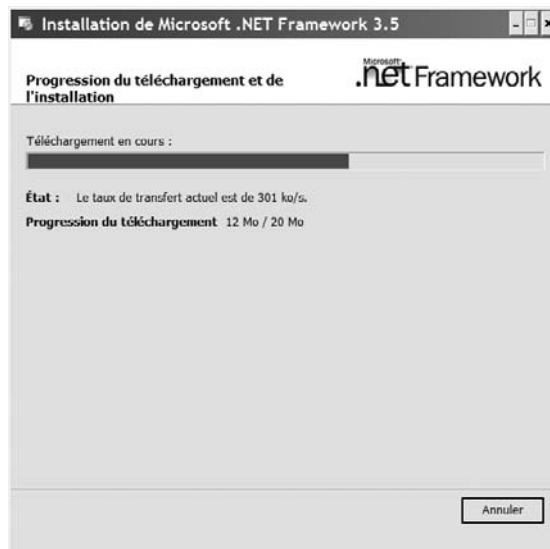 Installation de Microsoft .NET Framework 3.5
Microsoft
.net Framework
Progression du téléchargement et de
l'installation
Téléchargement en cours :
État : Le taux de transfert actuel est de 301 ko/s.
Progression du téléchargement 12 Mo / 20 Mo
Annuler